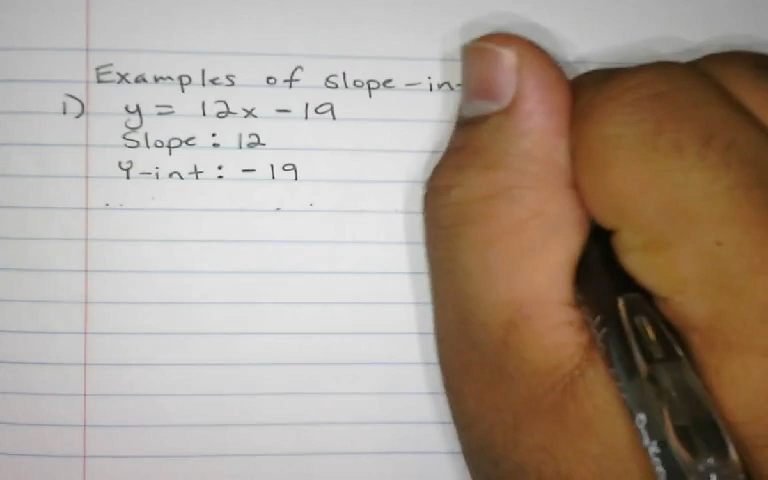 Examples of slope-in
1) y = 12x - 19
Slope : 12
Y-int : - 19